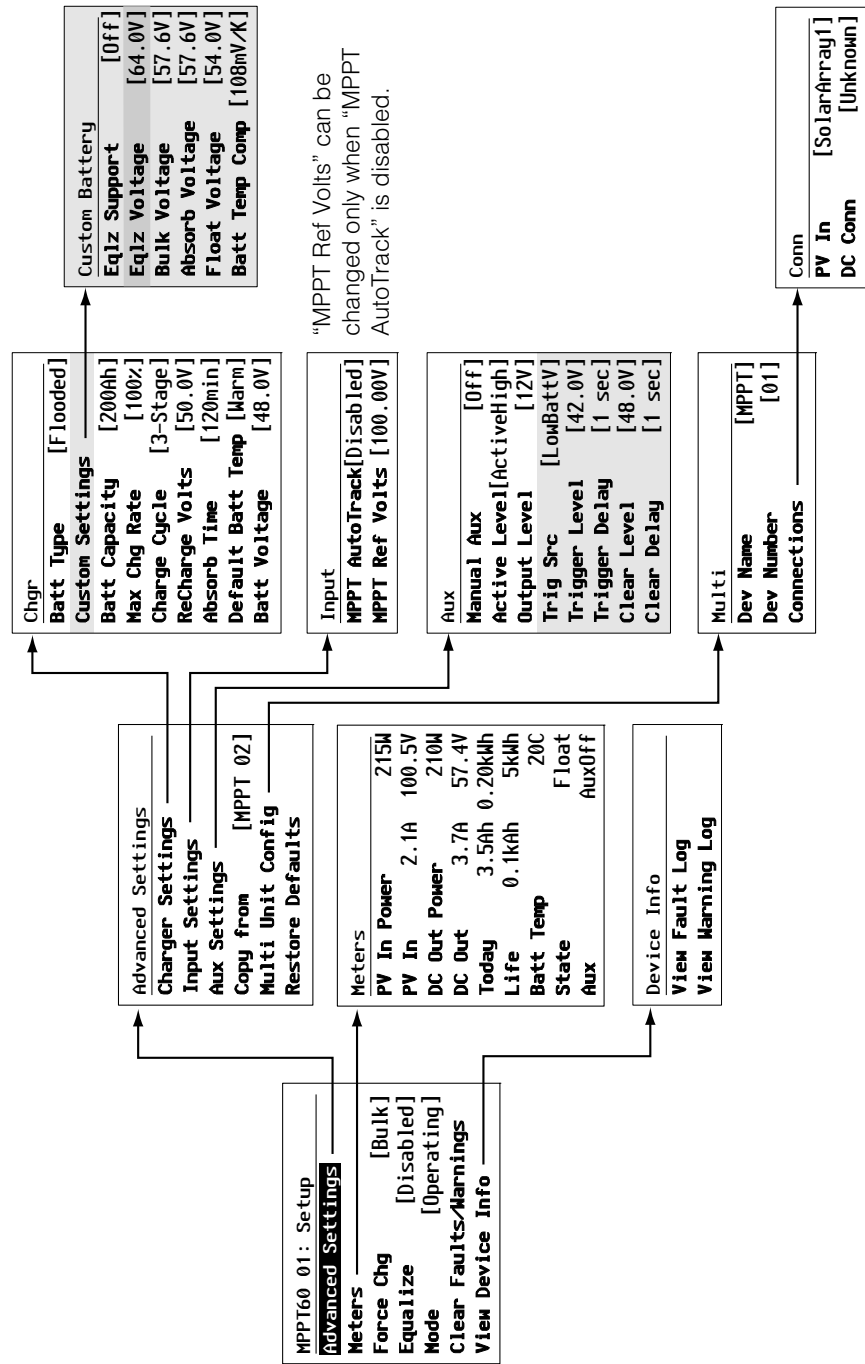 MPPT60 01: Setup
Advanced Settings
Meters
Force Chg [Bulk]
Equalize [Disabled]
Mode [Operating]
Clear Faults/Warnings
View Device Info
Advanced Settings
Charger Settings
Input Settings
Aux Settings
Copy from [MPPT 02]
Multi Unit Config
Restore Defaults
Meters
PV In Power 215W
PV In 2.1A 100.5V
DC Out Power 210W
DC Out 3.7A 57.4V
Today 3.5Ah 0.20kWh
Life 0.1kAh 5kWh
Batt Temp 20C
State Float
Aux AuxOff
Device Info
View Fault Log
View Warning Log
Chgr
Batt Type [Flooded]
Custom Settings
Batt Capacity [200Ah]
Max Chg Rate [100%]
Charge Cycle [3-Stage]
ReCharge Volts [50.0V]
Absorb Time [120min]
Default Batt Temp [Warm]
Batt Voltage [48.0V]
Input
MPPT AutoTrack[Disabled]
MPPT Ref Volts [100.00V]
Aux
Manual Aux [Off]
Active Level[ActiveHigh]
Output Level [12V]
Trig Src [LowBattV]
Trigger Level [42.0V]
Trigger Delay [1 sec]
Clear Level [48.0V]
Clear Delay [1 sec]
Multi
Dev Name [MPPT]
Dev Number [01]
Connections
Custom Battery
Eqlz Support [Off]
Eqlz Voltage [64.0V]
Bulk Voltage [57.6V]
Absorb Voltage [57.6V]
Float Voltage [54.0V]
Batt Temp Comp [108mV/K]
“MPPT Ref Volts” can be
changed only when “MPPT
AutoTrack” is disabled.
Conn
PV In [SolarArray1]
DC Conn [Unknown]